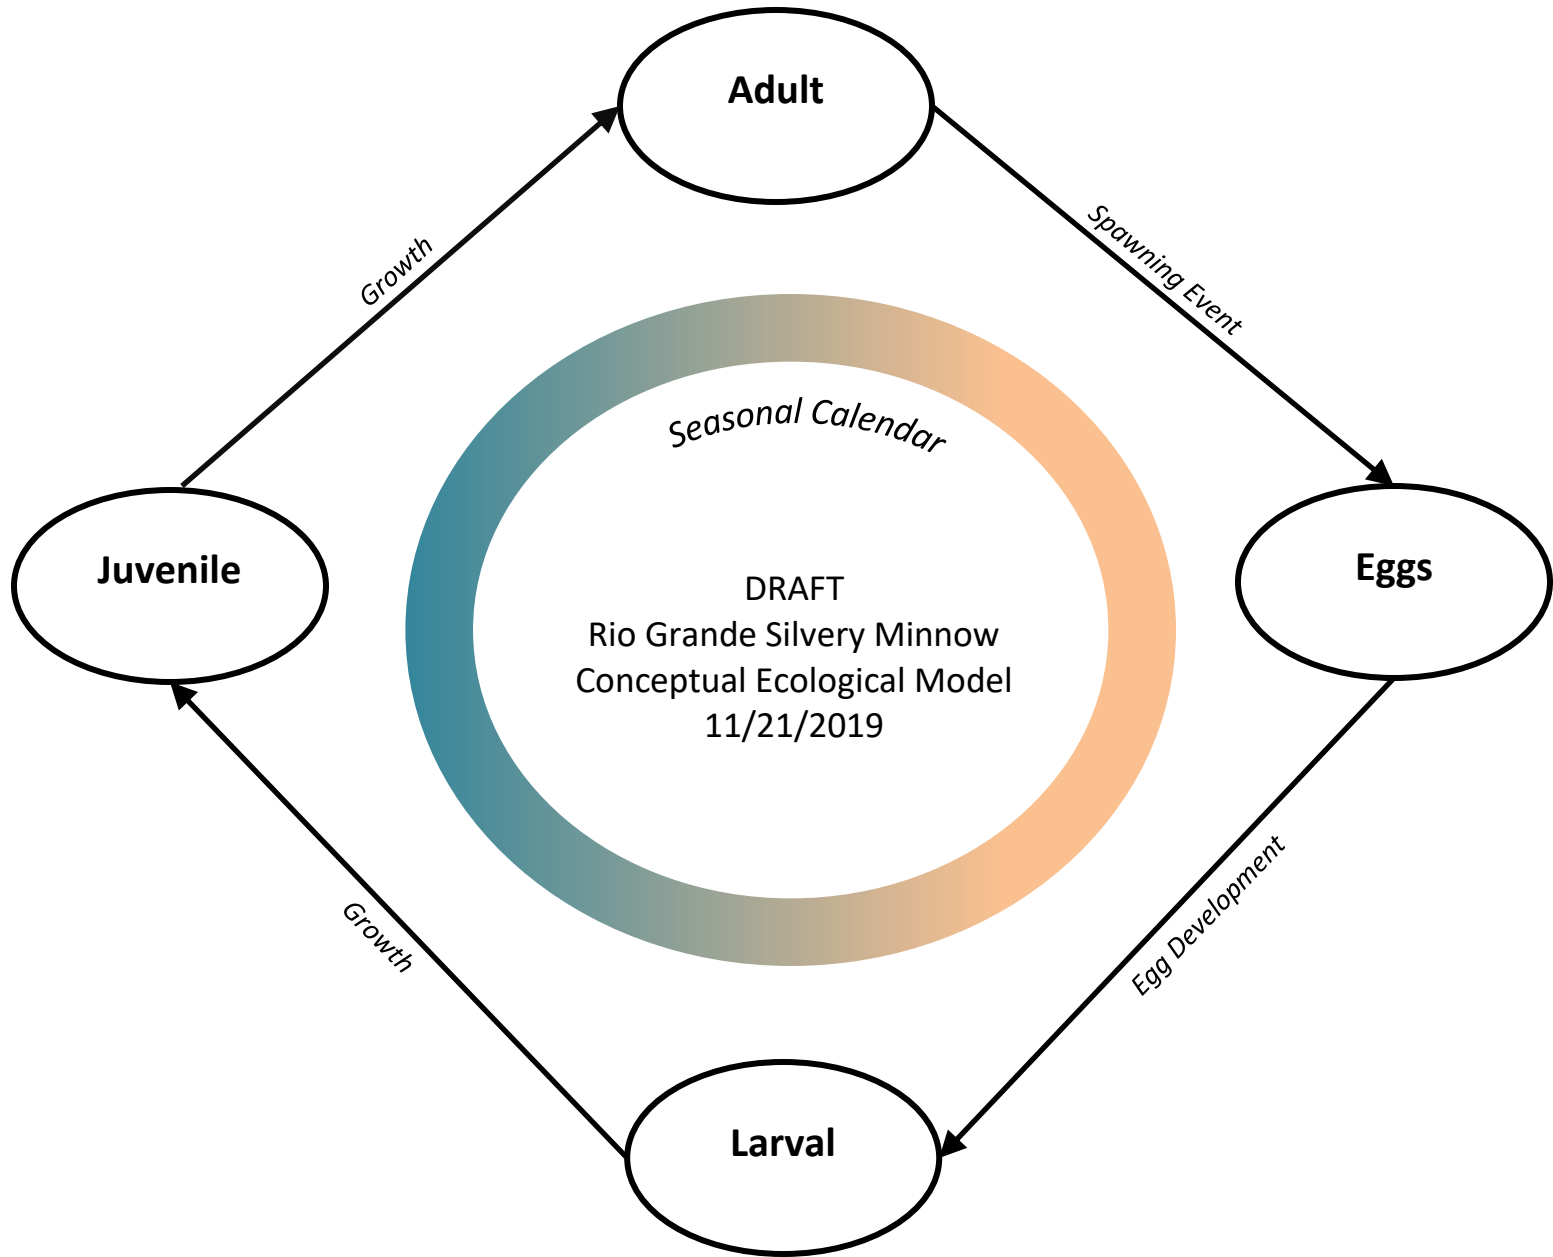 Adult
Growth
Spawning Event
Seasonal Calendar
Juvenile
Eggs
DRAFT
Rio Grande Silvery Minnow
Conceptual Ecological Model
11/21/2019
Growth
Egg Development
Larval